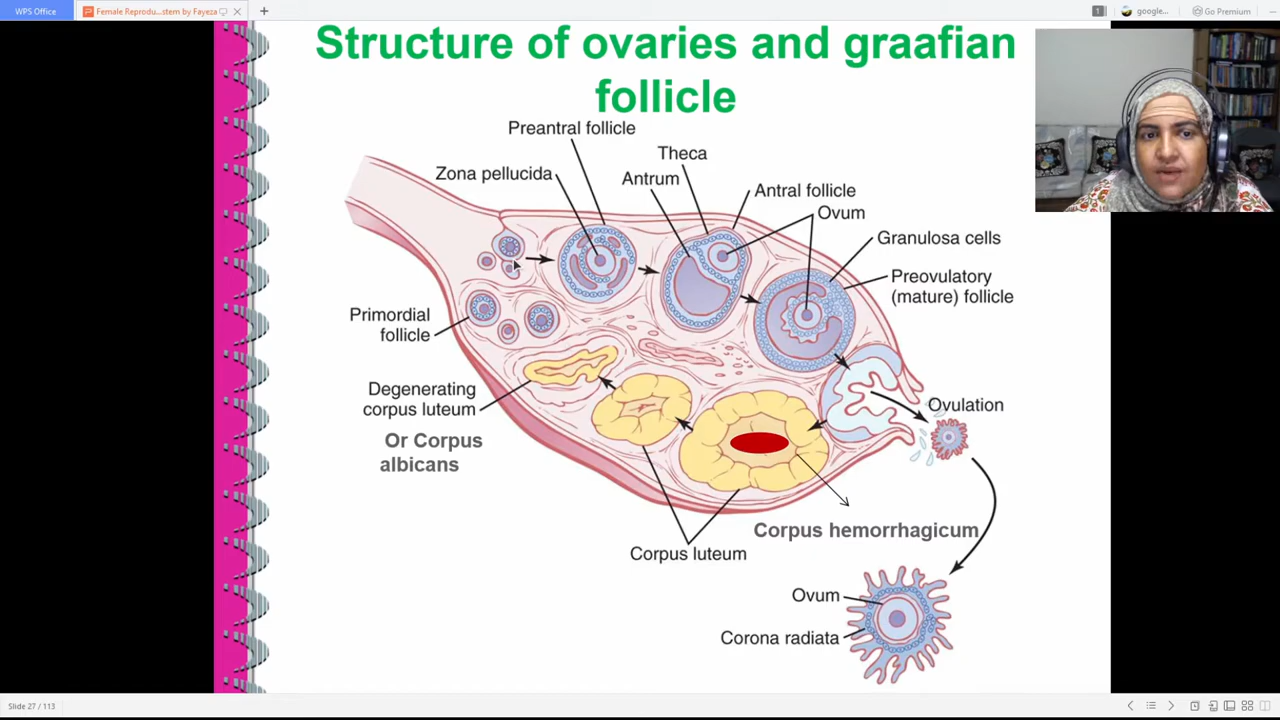 WPS Office
Female Reprodu...stem by Fayeza
+
1
google...
Go Premium
Structure of ovaries and graafian
follicle
Preantral follicle
Theca
Zona pellucida
Antrum
Antral follicle
Ovum
Granulosa cells
Preovulatory
(mature) follicle
Primordial
follicle
Degenerating
corpus luteum
Ovulation
Or Corpus
albicans
Corpus hemorrhagicum
Corpus luteum
Ovum
Corona radiata
Slide 27 / 113